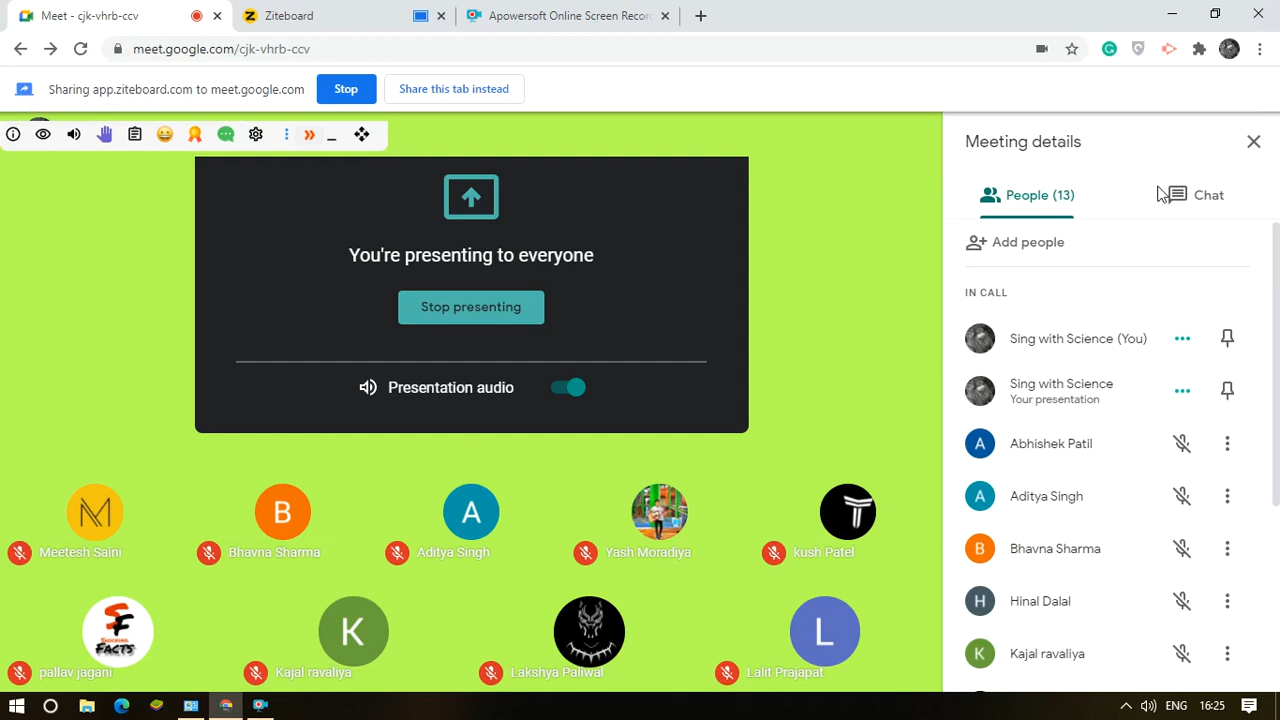 Meet - cjk-vhrb-ccv
Ziteboard
Apowersoft Online Screen Recor
meet.google.com/cjk-vhrb-ccv
Sharing app.ziteboard.com to meet.google.com
Stop
Share this tab instead
You're presenting to everyone
Stop presenting
Presentation audio
Meetesh Saini
B
Bhavna Sharma
A
Aditya Singh
Yash Moradiya
kush Patel
SF
SHOCKING
FACTS
pallav jagani
K
Kajal ravaliya
Lakshya Paliwal
L
Lalit Prajapat
Meeting details
People (13)
Chat
Add people
IN CALL
Sing with Science (You)
Sing with Science
Your presentation
A
Abhishek Patil
A
Aditya Singh
B
Bhavna Sharma
H
Hinal Dalal
K
Kajal ravaliya
ENG
16:25